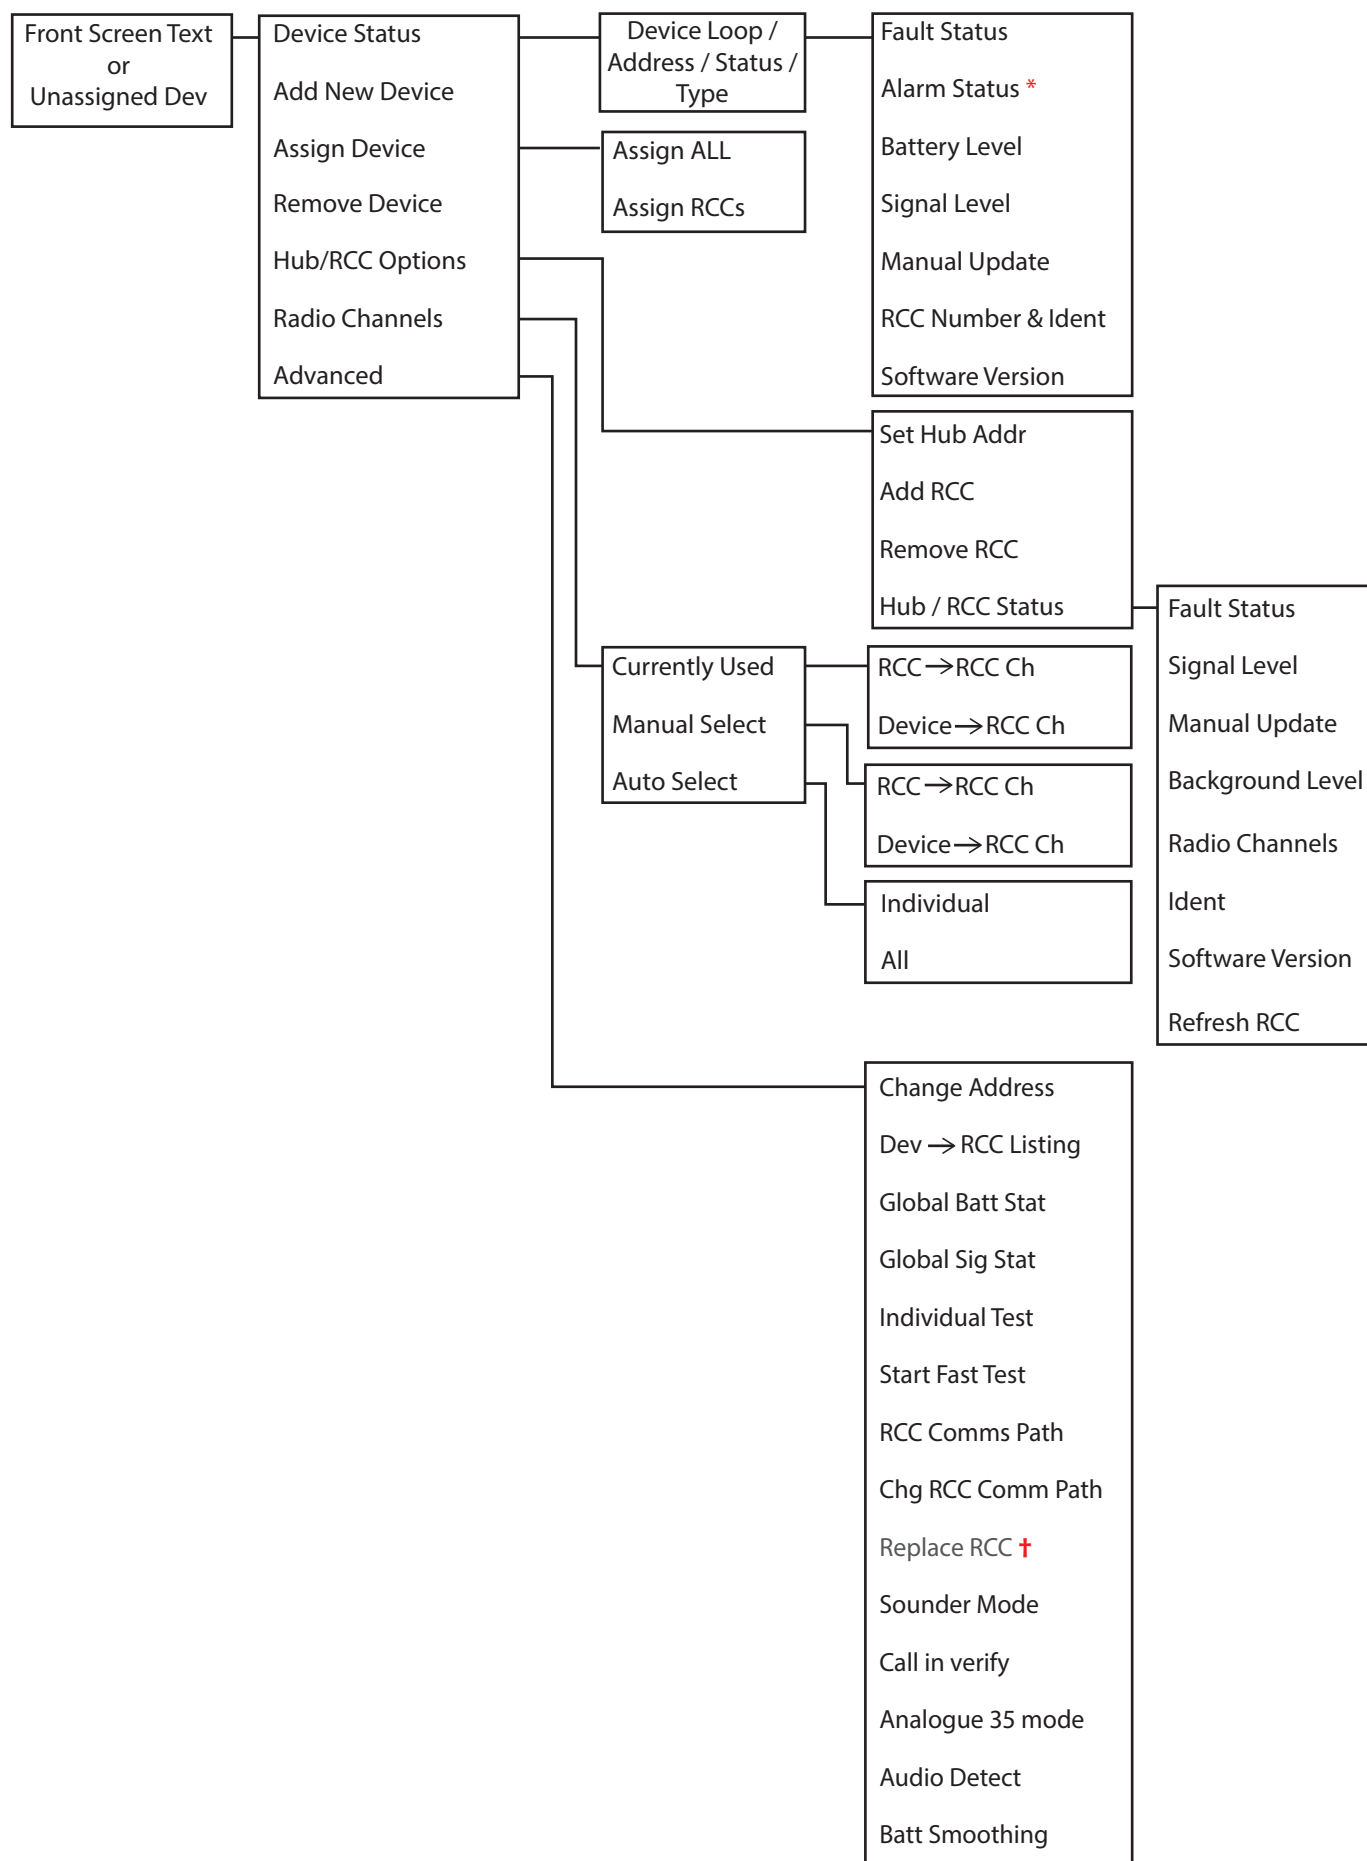 Front Screen Text
or
Unassigned Dev
Device Status
Add New Device
Assign Device
Remove Device
Hub/RCC Options
Radio Channels
Advanced
Device Loop /
Address / Status /
Type
Assign ALL
Assign RCCs
Fault Status
Alarm Status *
Battery Level
Signal Level
Manual Update
RCC Number & Ident
Software Version
Set Hub Addr
Add RCC
Remove RCC
Hub / RCC Status
Fault Status
Signal Level
Manual Update
Background Level
Radio Channels
Ident
Software Version
Refresh RCC
Currently Used
Manual Select
Auto Select
RCC → RCC Ch
Device → RCC Ch
RCC → RCC Ch
Device → RCC Ch
Individual
All
Change Address
Dev → RCC Listing
Global Batt Stat
Global Sig Stat
Individual Test
Start Fast Test
RCC Comms Path
Chg RCC Comm Path
Replace RCC †
Sounder Mode
Call in verify
Analogue 35 mode
Audio Detect
Batt Smoothing